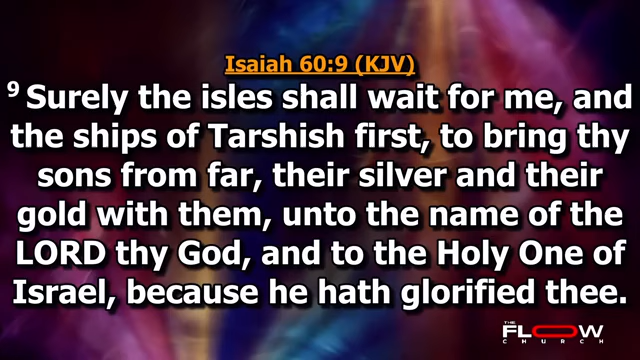 Isaiah 60:9 (KJV)
9 Surely the isles shall wait for me, and
the ships of Tarshish first, to bring thy
sons from far, their silver and their
gold with them, unto the name of the
LORD thy God, and to the Holy One of
Israel, because he hath glorified thee.
THE
FLOW
CHURCH